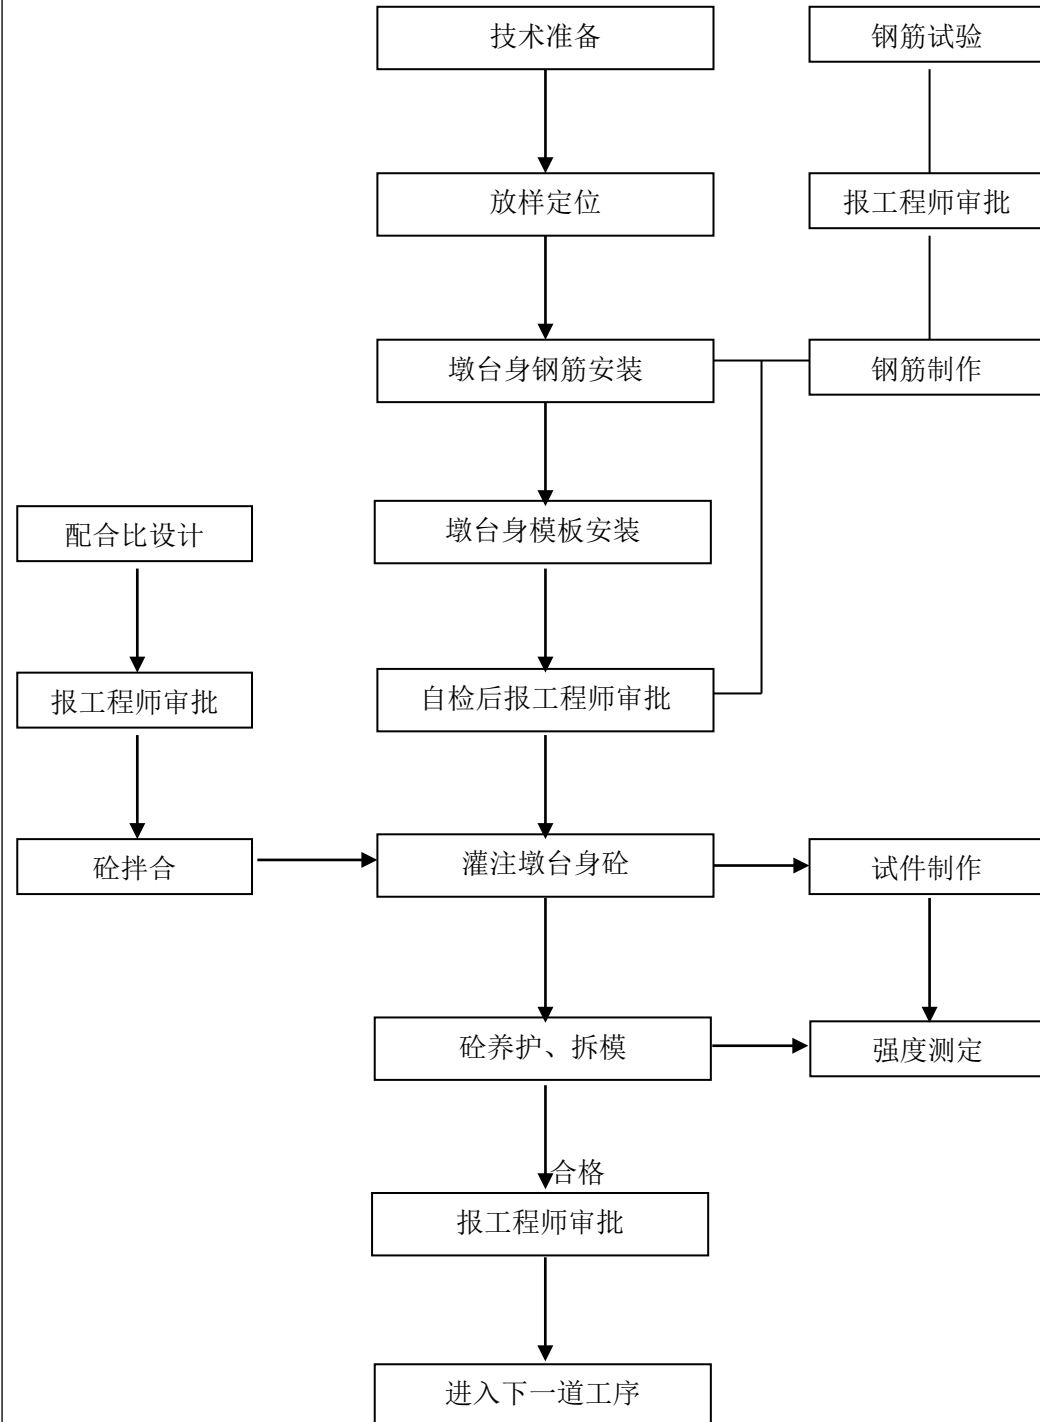 技术准备
钢筋试验
放样定位
报工程师审批
墩台身钢筋安装
钢筋制作
墩台身模板安装
配合比设计
自检后报工程师审批
报工程师审批
灌注墩台身砼
砼拌合
试件制作
砼养护、拆模
强度测定
合格
报工程师审批
进入下一道工序